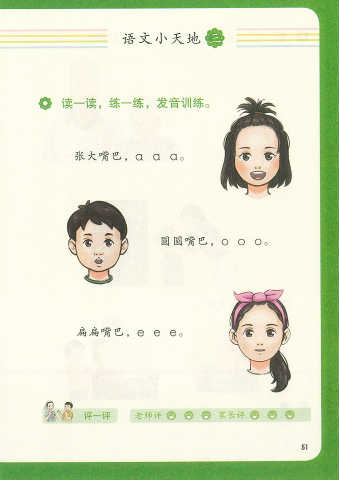 语文小天地 三
读一读，练一练，发音训练。
张大嘴巴，ɑ ɑ ɑ。
圆圆嘴巴，o o o。
扁扁嘴巴，e e e。
评一评 老师评 家长评
81